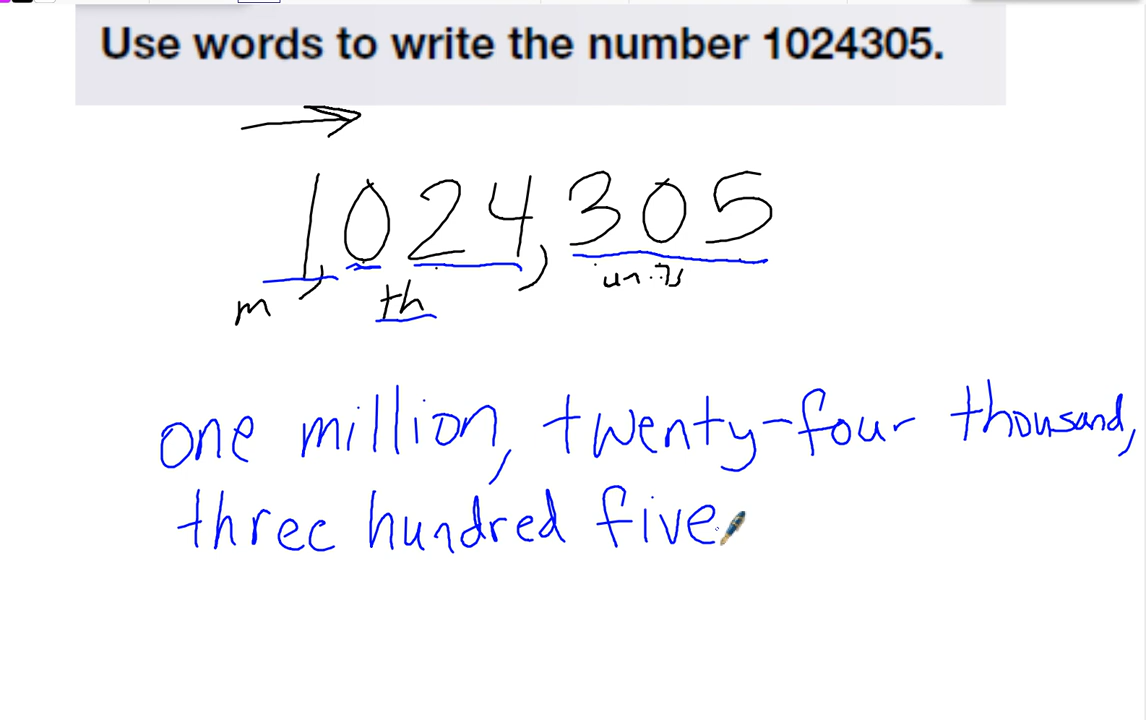 Use words to write the number 1024305.
1,024,305
m th units
one million, twenty-four thousand,
three hundred five